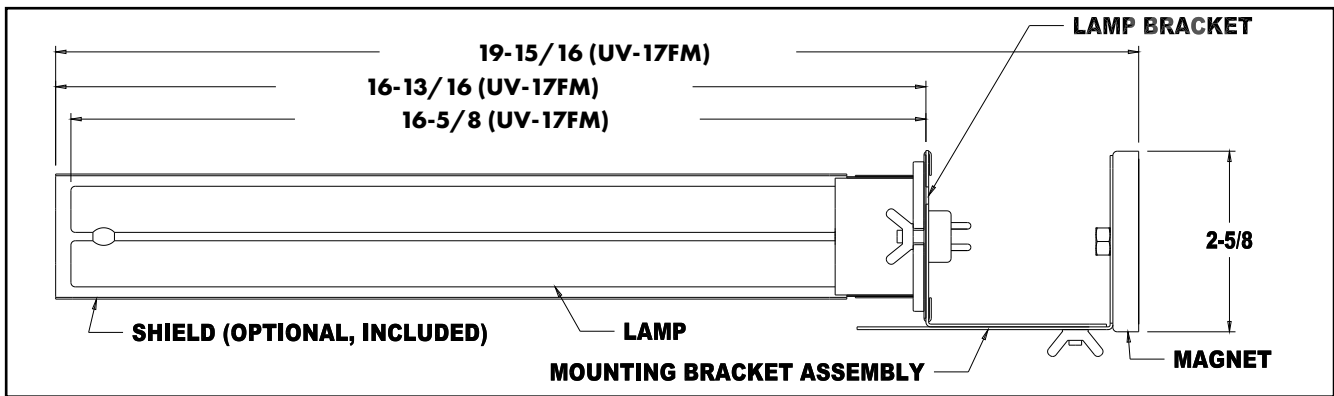 LAMP BRACKET
19-15/16 (UV-17FM)
16-13/16 (UV-17FM)
16-5/8 (UV-17FM)
2-5/8
SHIELD (OPTIONAL, INCLUDED)
LAMP
MAGNET
MOUNTING BRACKET ASSEMBLY